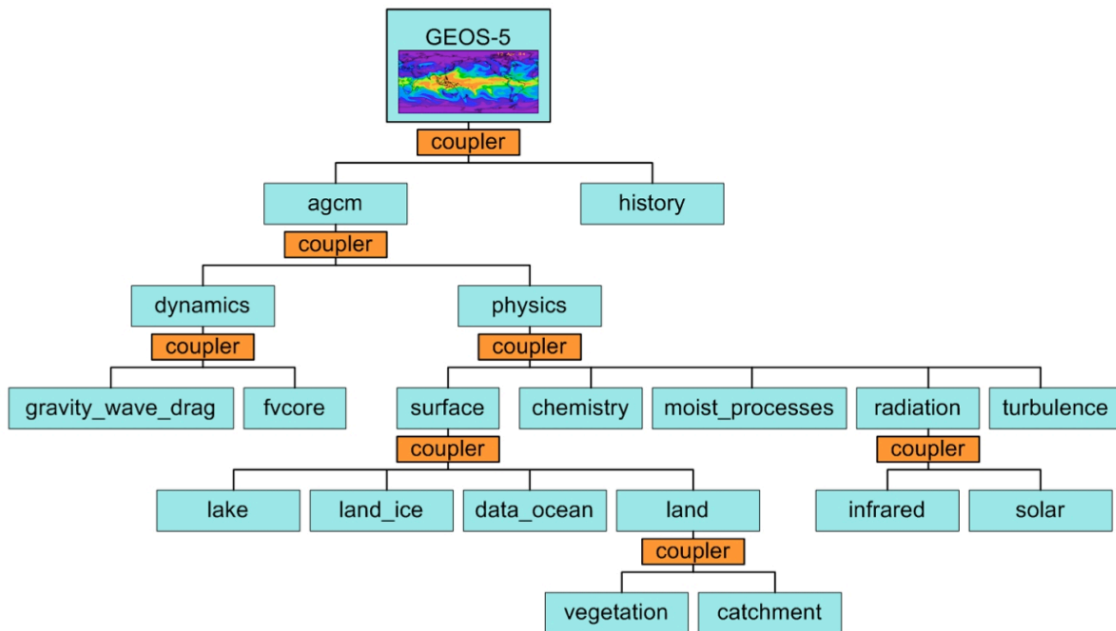 GEOS-5
coupler
agcm
history
coupler
dynamics
physics
coupler
coupler
gravity_wave_drag
fvcore
surface
chemistry
moist_processes
radiation
turbulence
coupler
coupler
lake
land_ice
data_ocean
land
infrared
solar
coupler
vegetation
catchment